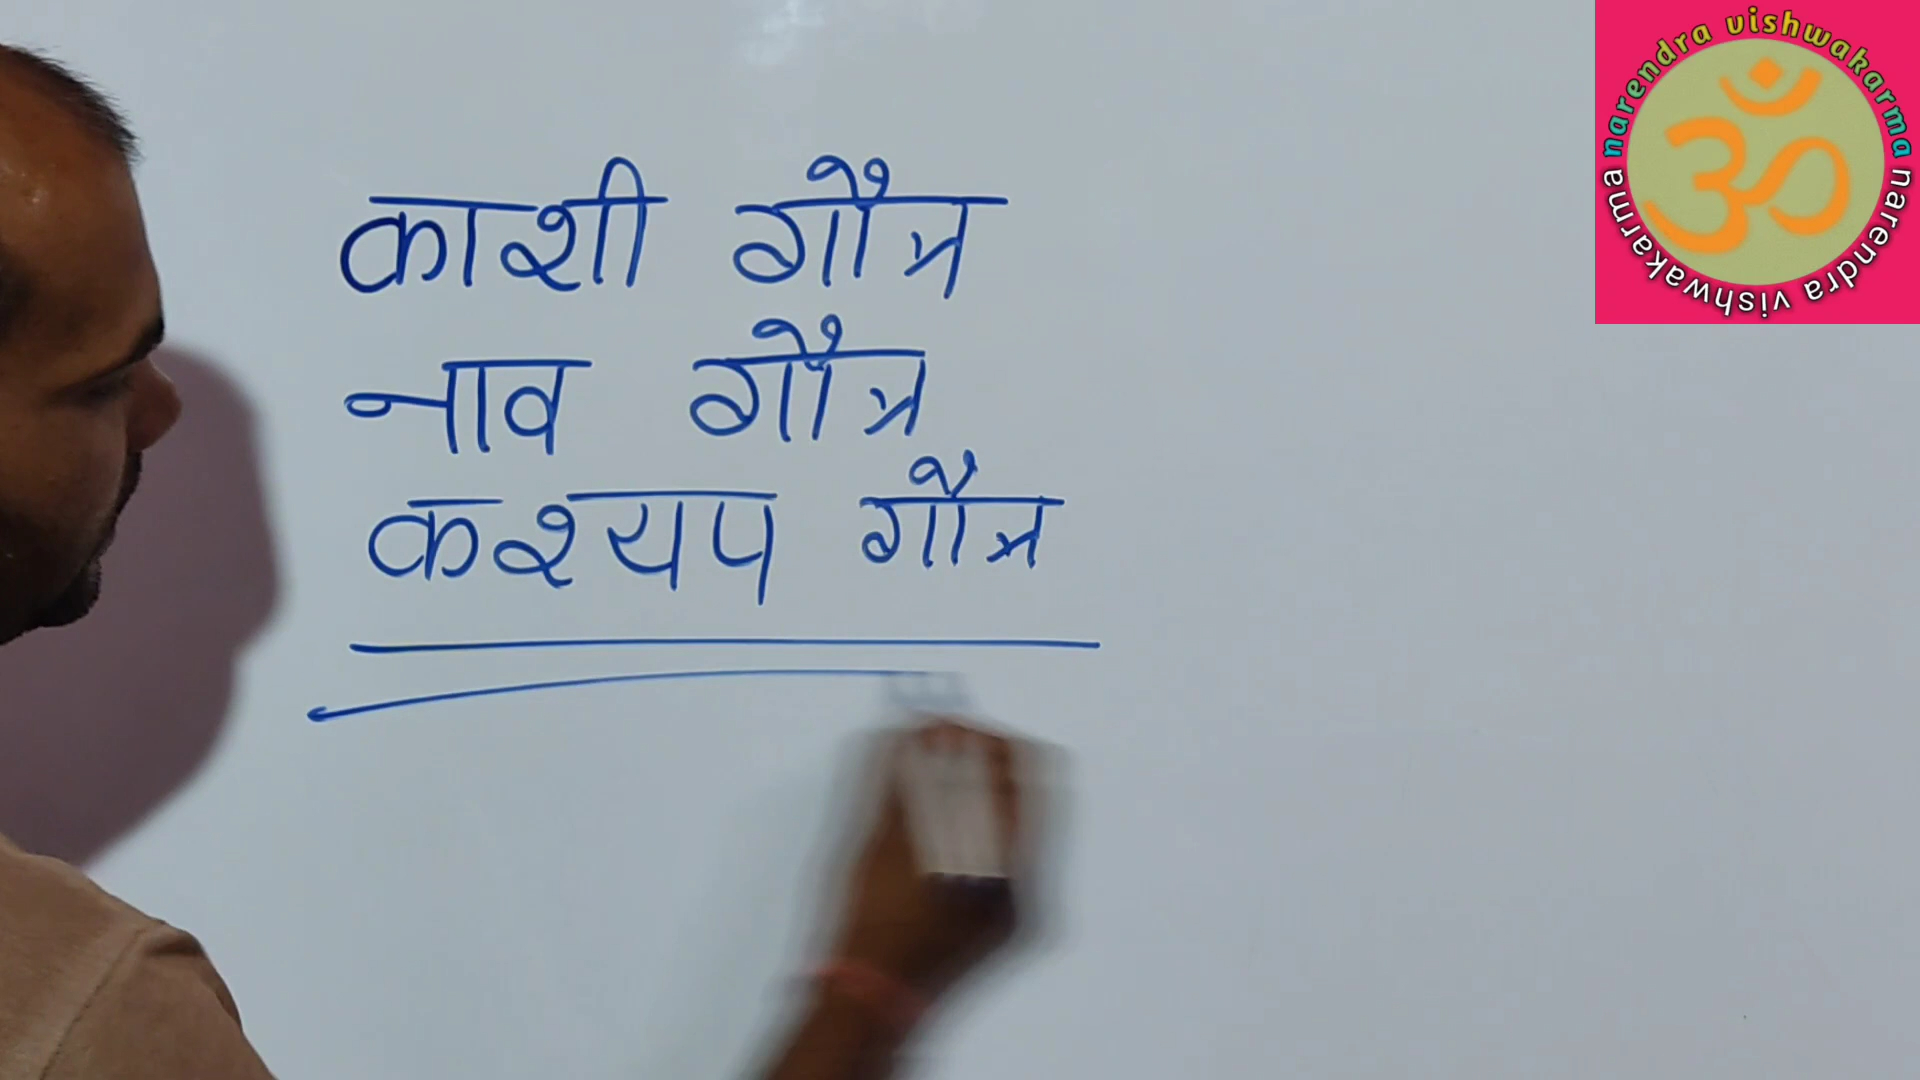 काशी गौत्र
नाव गौत्र
कश्यप गौत्र
narendra vishwakarma narendra vishwakarma
ॐ